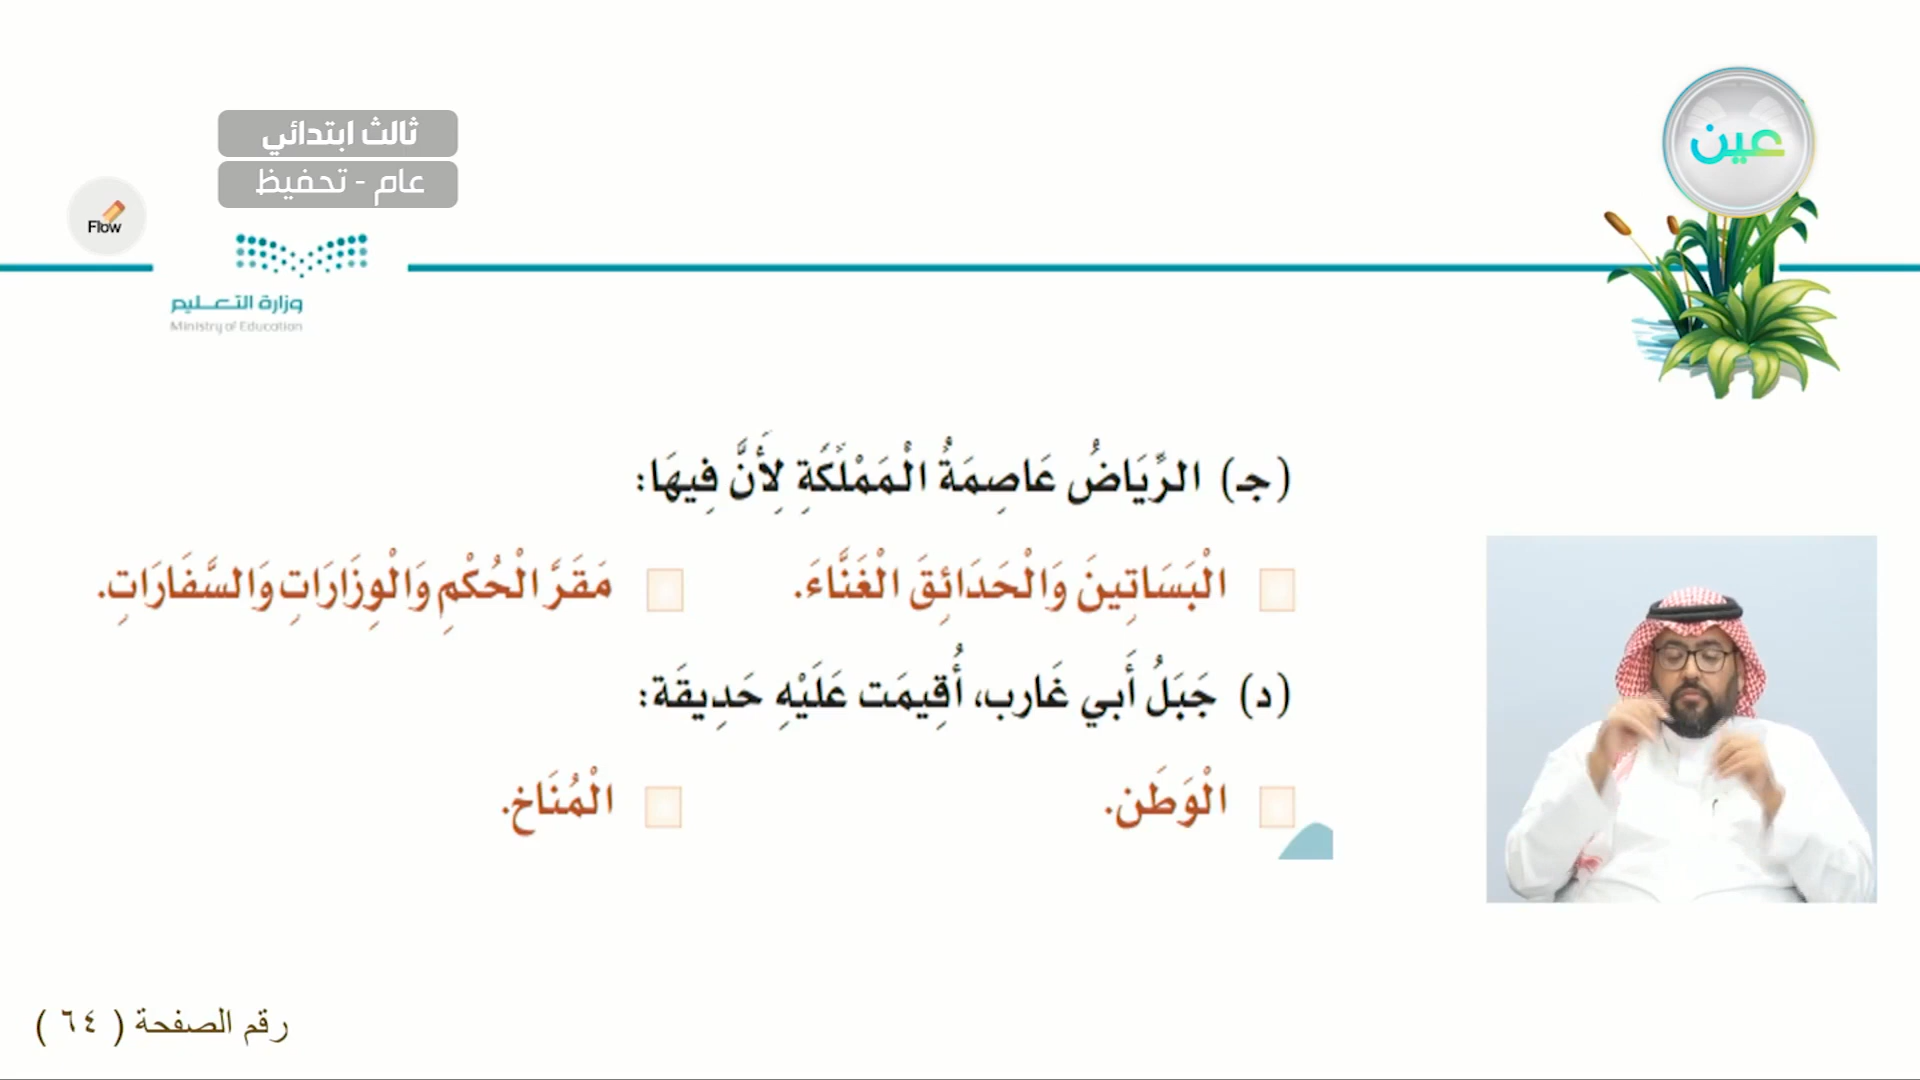 عين
ثالث ابتدائي
عام - تحفيظ
Flow
وزارة التعليم
Ministry of Education
(جـ) الرِّيَاضُ عَاصِمَةُ الْمَمْلَكَةِ لِأَنَّ فِيهَا:
الْبَسَاتِينَ وَالْحَدَائِقَ الْغَنَّاءَ. مَقَرَّ الْحُكْمِ وَالْوِزَارَاتِ وَالسَّفَارَاتِ.
(د) جَبَلُ أَبي غَارب، أُقِيمَت عَلَيْهِ حَدِيقَة:
الْوَطَن. الْمُنَاخ.
رقم الصفحة ( ٦٤ )